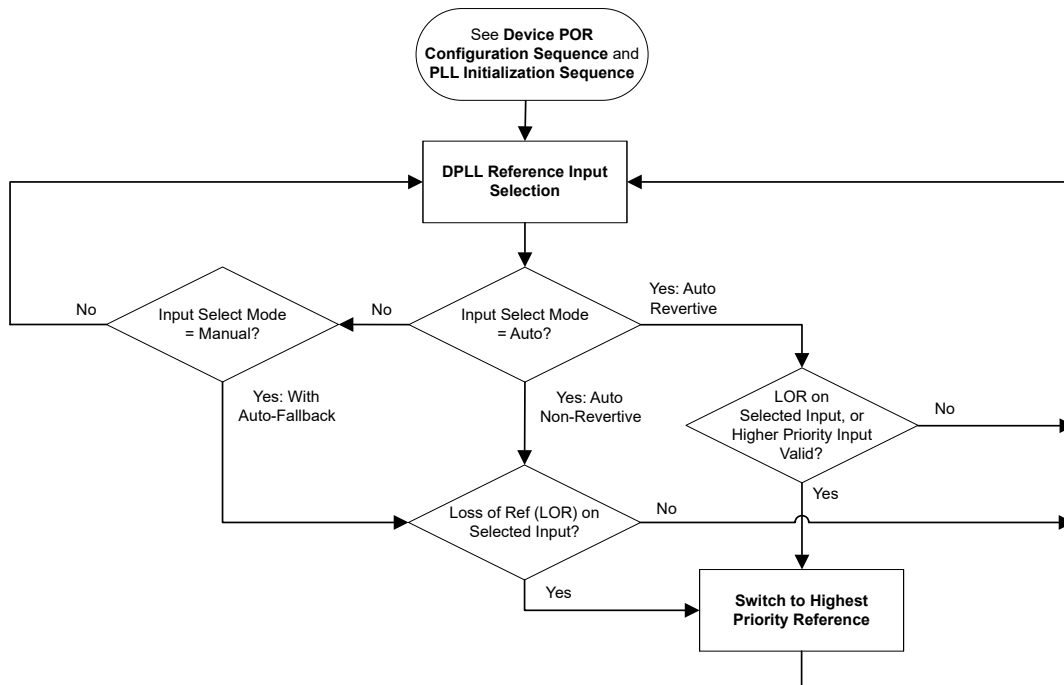 See Device POR
Configuration Sequence and
PLL Initialization Sequence
DPLL Reference Input
Selection
No
Input Select Mode
= Manual?
No
Input Select Mode
= Auto?
Yes: Auto
Revertive
Yes: With
Auto-Fallback
Yes: Auto
Non-Revertive
LOR on
Selected Input, or
Higher Priority Input
Valid?
No
Yes
Loss of Ref (LOR) on
Selected Input?
No
Yes
Switch to Highest
Priority Reference